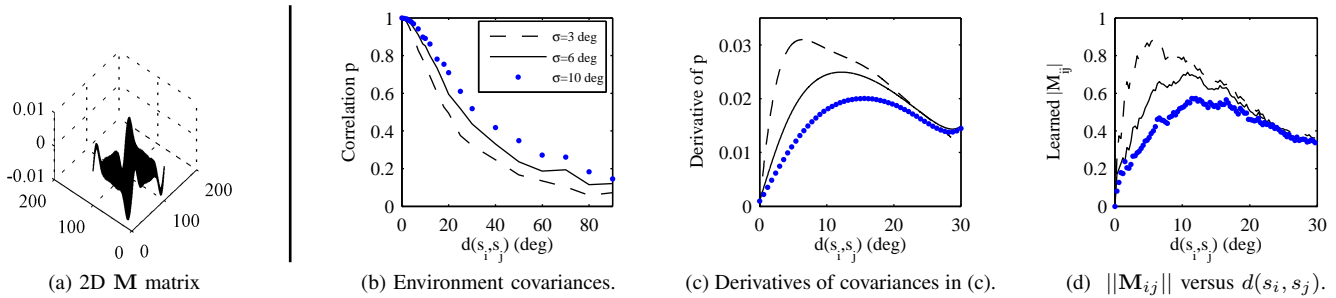 0.01
0
-0.01
200
100
0
0
100
200
(a) 2D M matrix
1
0.8
0.6
0.4
0.2
0
0 20 40 60 80
Correlation p
d(s_i,s_j) (deg)
σ=3 deg
σ=6 deg
σ=10 deg
(b) Environment covariances.
0.03
0.02
0.01
0
0 10 20 30
Derivative of p
d(s_i,s_j) (deg)
(c) Derivatives of covariances in (c).
1
0.8
0.6
0.4
0.2
0
0 10 20 30
Learned |M_ij|
d(s_i,s_j) (deg)
(d) ||M_ij|| versus d(s_i, s_j).